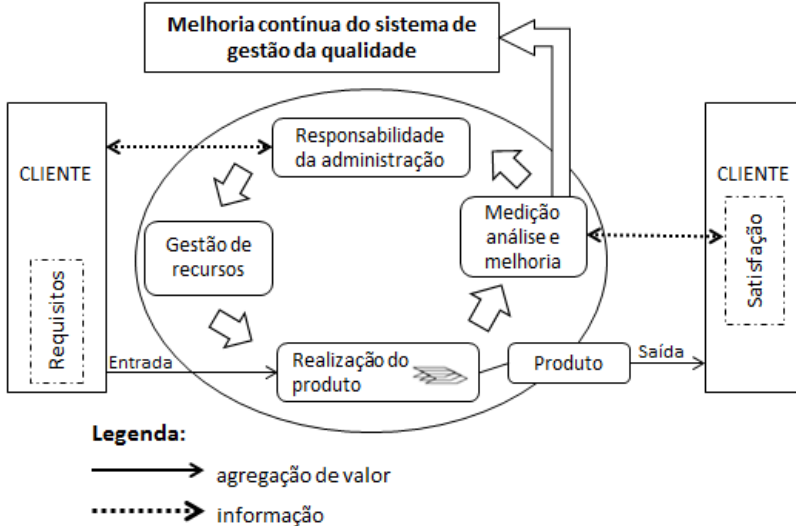 Melhoria contínua do sistema de
gestão da qualidade
CLIENTE
Requisitos
Responsabilidade
da administração
Gestão de
recursos
Medição
análise e
melhoria
CLIENTE
Satisfação
Entrada
Realização do
produto
Produto
Saída
Legenda:
agregação de valor
informação